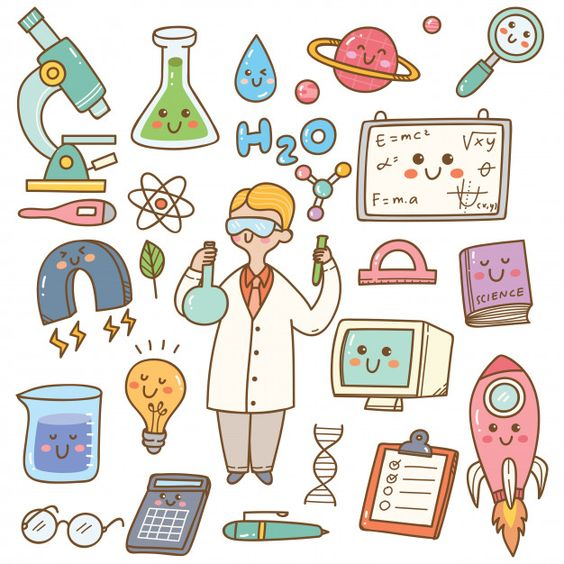 H2O
E=mc²
√xy
α=
θ
F=m.a
(x,y)
SCIENCE